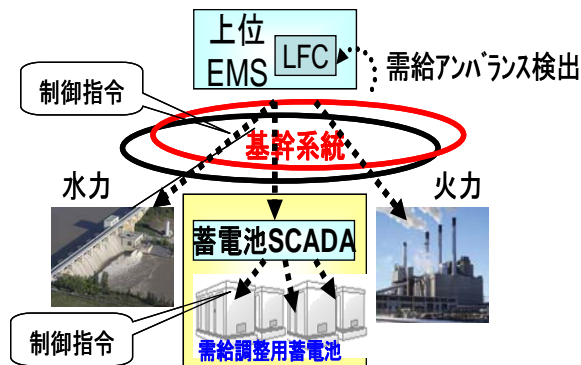 上位
EMS
LFC
需給アンバランス検出
制御指令
基幹系統
水力
火力
蓄電池SCADA
制御指令
需給調整用蓄電池